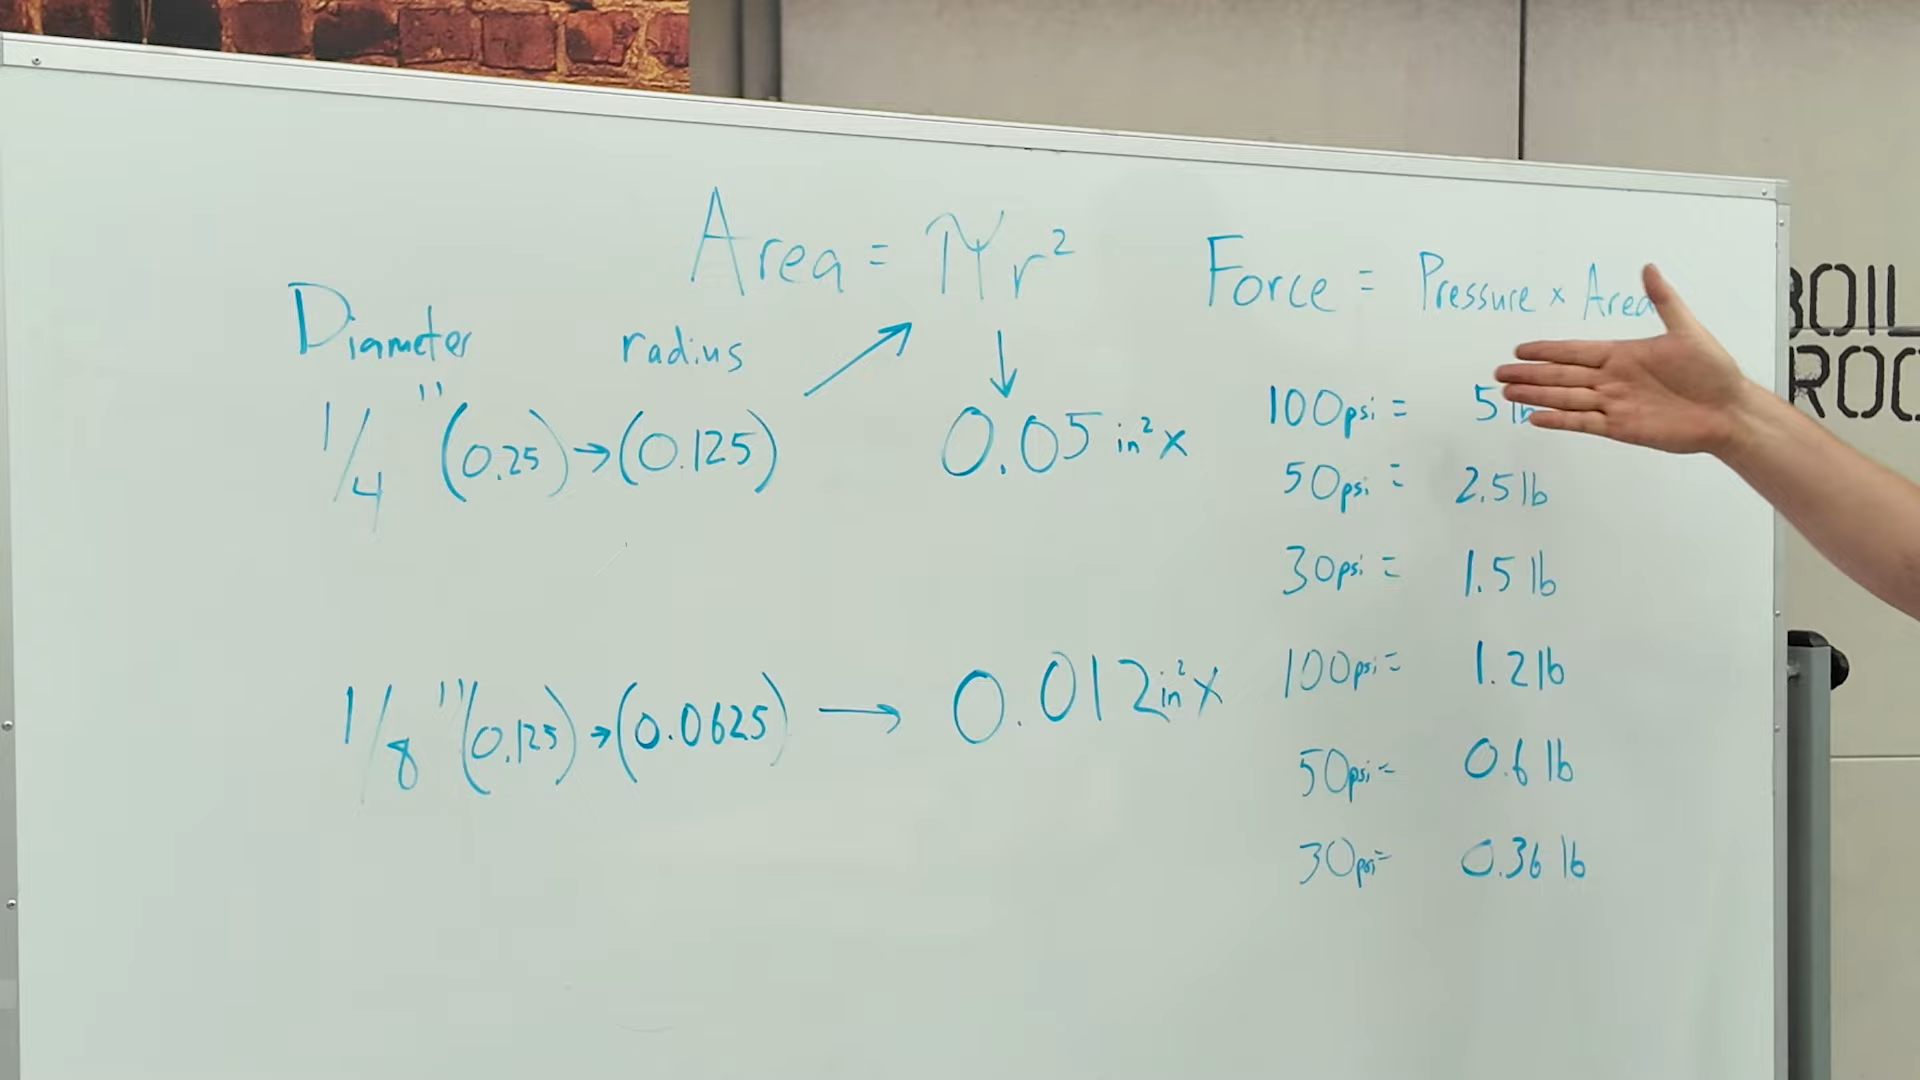 Area = πr²
Force = Pressure x Area
Diameter
radius
1/4" (0.25) → (0.125)
0.05 in² x
100psi = 5 lb
50psi = 2.5 lb
30psi = 1.5 lb
1/8" (0.125) → (0.0625) → 0.012 in² x
100psi = 1.2 lb
50psi = 0.6 lb
30psi = 0.36 lb
BOIL
ROO